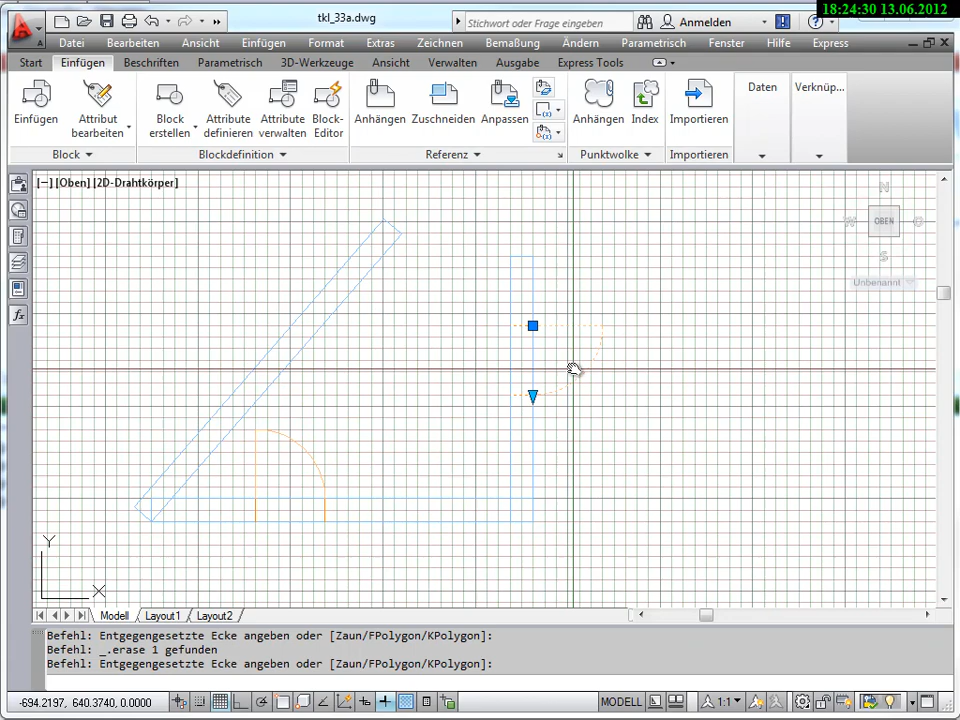 18:24:30 13.06.2012
tkl_33a.dwg
Stichwort oder Frage eingeben
Anmelden
Datei Bearbeiten Ansicht Einfügen Format Extras Zeichnen Bemaßung Ändern Parametrisch Fenster Hilfe Express
Start Einfügen Beschriften Parametrisch 3D-Werkzeuge Ansicht Verwalten Ausgabe Express Tools
Einfügen Attribut bearbeiten Block erstellen Attribute definieren Attribute verwalten Block-Editor Anhängen Zuschneiden Anpassen Anhängen Index Importieren Daten Verknüp...
Block Blockdefinition Referenz Punktwolke Importieren
[−] [Oben] [2D-Drahtkörper]
N
W OBEN O
S
Unbenannt
Y
X
Modell Layout1 Layout2
Befehl: Entgegengesetzte Ecke angeben oder [Zaun/FPolygon/KPolygon]:
Befehl: _.erase 1 gefunden
Befehl: Entgegengesetzte Ecke angeben oder [Zaun/FPolygon/KPolygon]:
-694.2197, 640.3740, 0.0000 MODELL 1:1